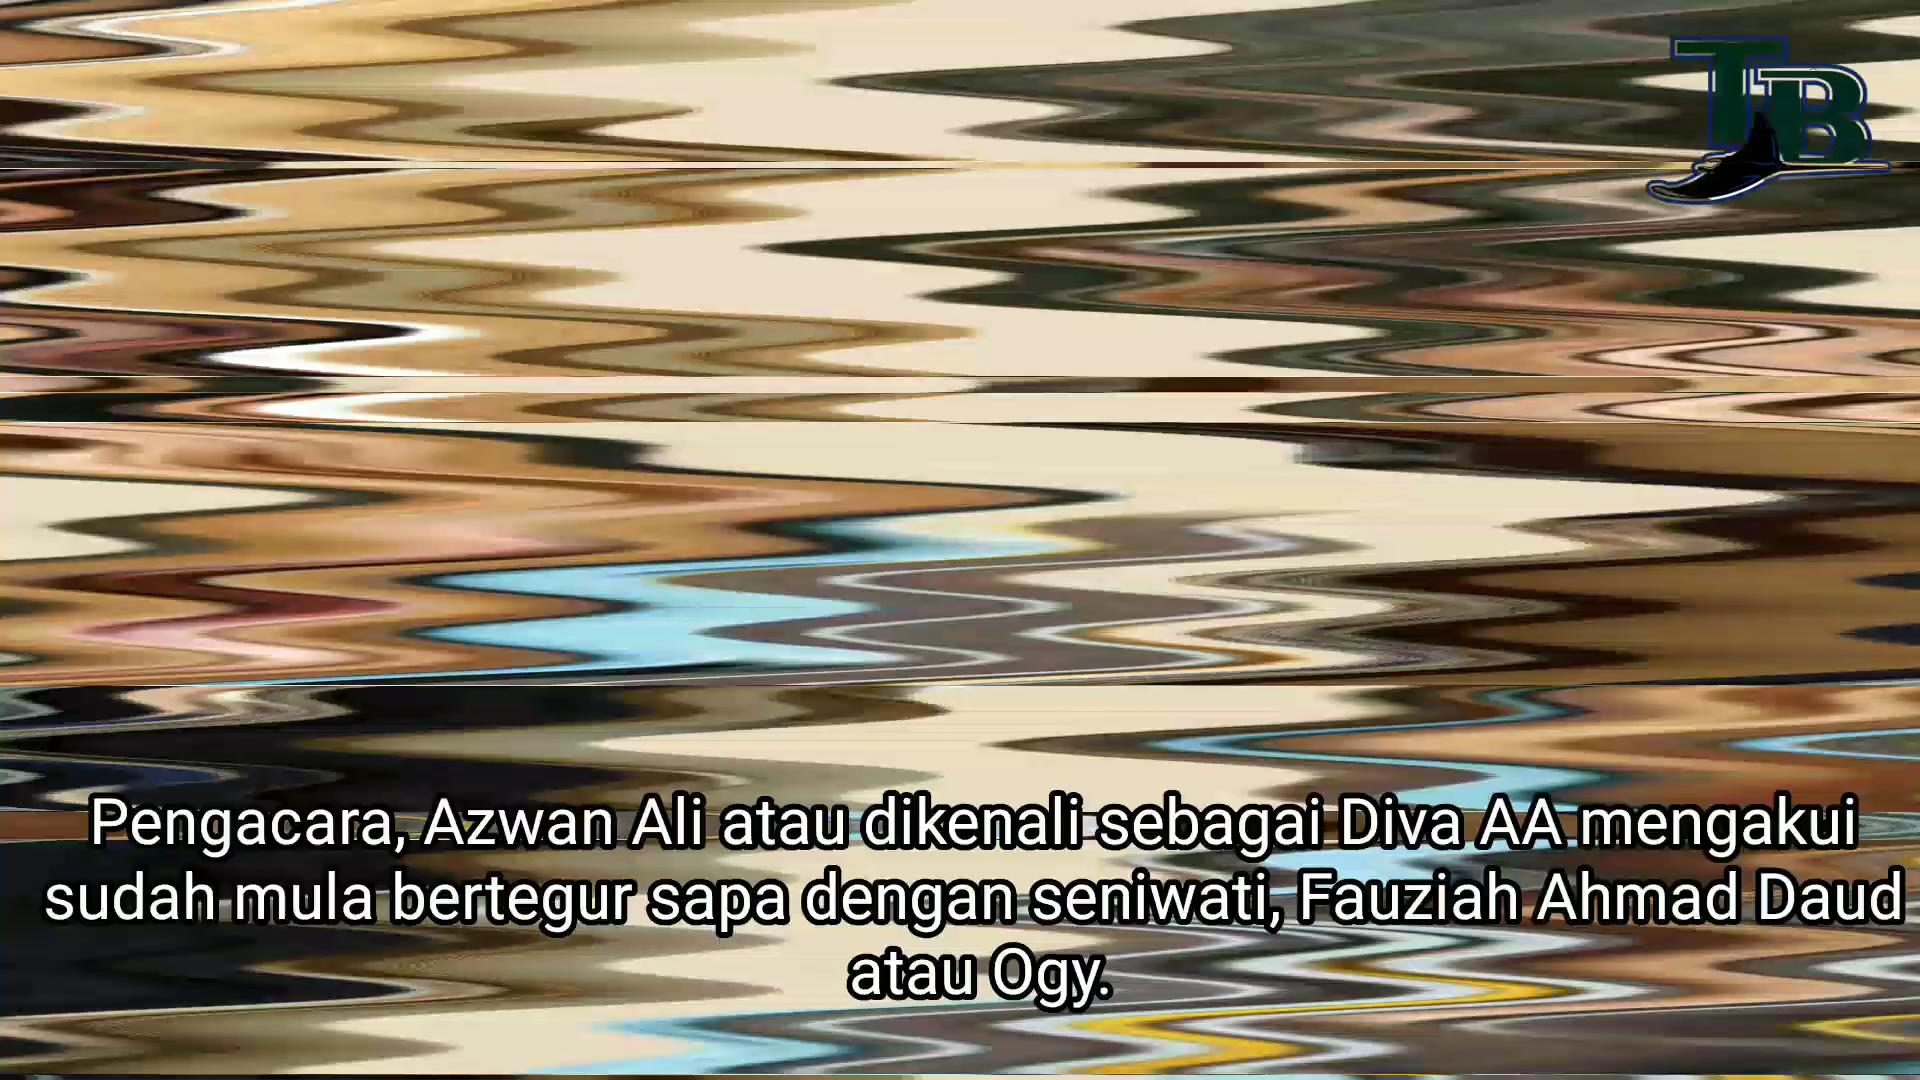 TB
Pengacara, Azwan Ali atau dikenali sebagai Diva AA mengakui
sudah mula bertegur sapa dengan seniwati, Fauziah Ahmad Daud
atau Ogy.